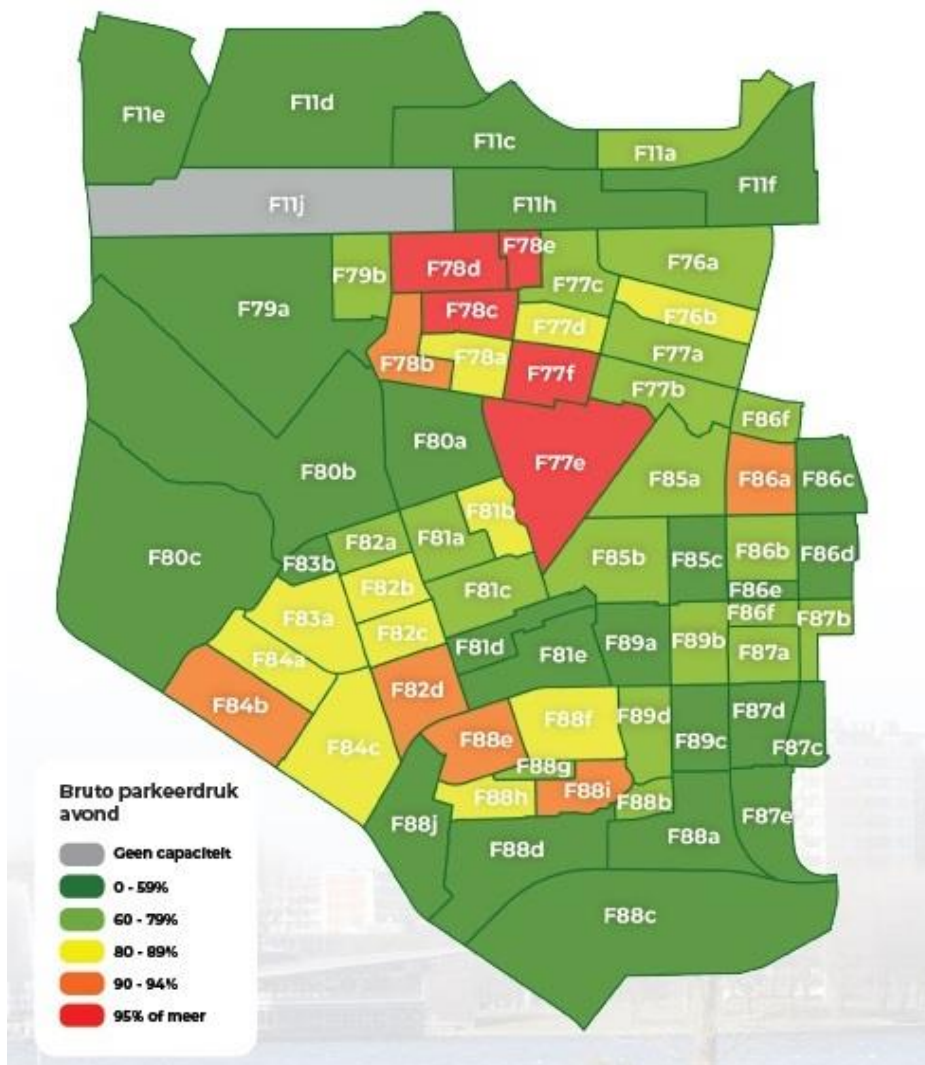 F11e
F11d
F11c
F11a
F11f
F11j
F11h
F79a
F79b
F78d
F78e
F77c
F76a
F78c
F77d
F76b
F78b
F78a
F77f
F77a
F77b
F80a
F86f
F80b
F77e
F85a
F86a
F86c
F81b
F80c
F83b
F82a
F81a
F85b
F85c
F86b
F86d
F82b
F81c
F86e
F83a
F82c
F86f
F87b
F84a
F81d
F81e
F89a
F89b
F87a
F84b
F82d
F84c
F88e
F88f
F89d
F89c
F87d
F87c
F88g
F88h
F88i
F88b
F88j
F88d
F88a
F87e
F88c
Bruto parkeerdruk
avond
Geen capaciteit
0 - 59%
60 - 79%
80 - 89%
90 - 94%
95% of meer